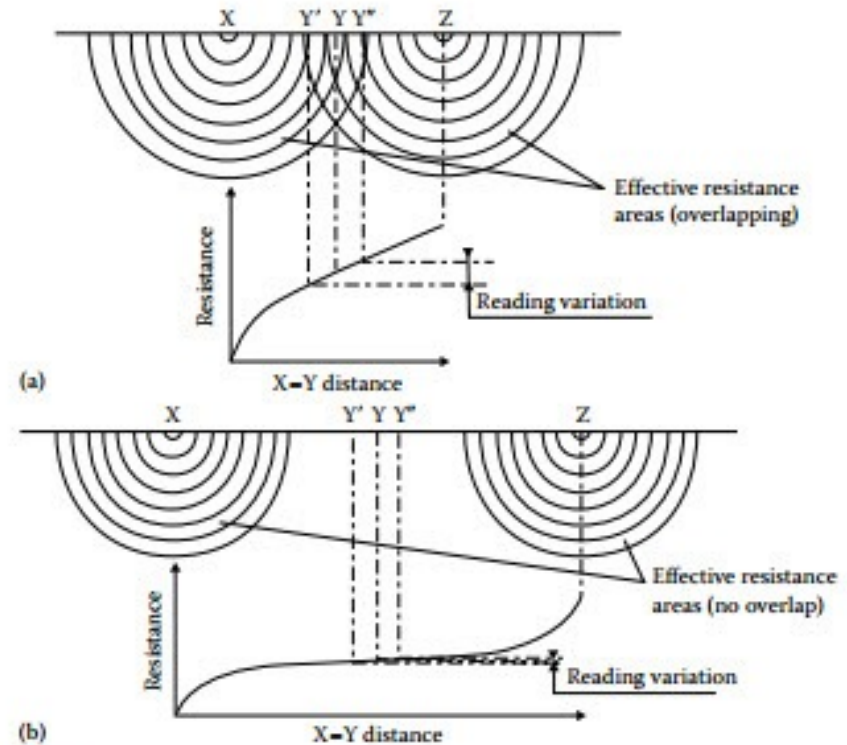 X Y' Y Y" Z
Effective resistance
areas (overlapping)
Resistance
Reading variation
(a)
X–Y distance
X Y' Y Y" Z
Effective resistance
areas (no overlap)
Resistance
Reading variation
(b)
X–Y distance